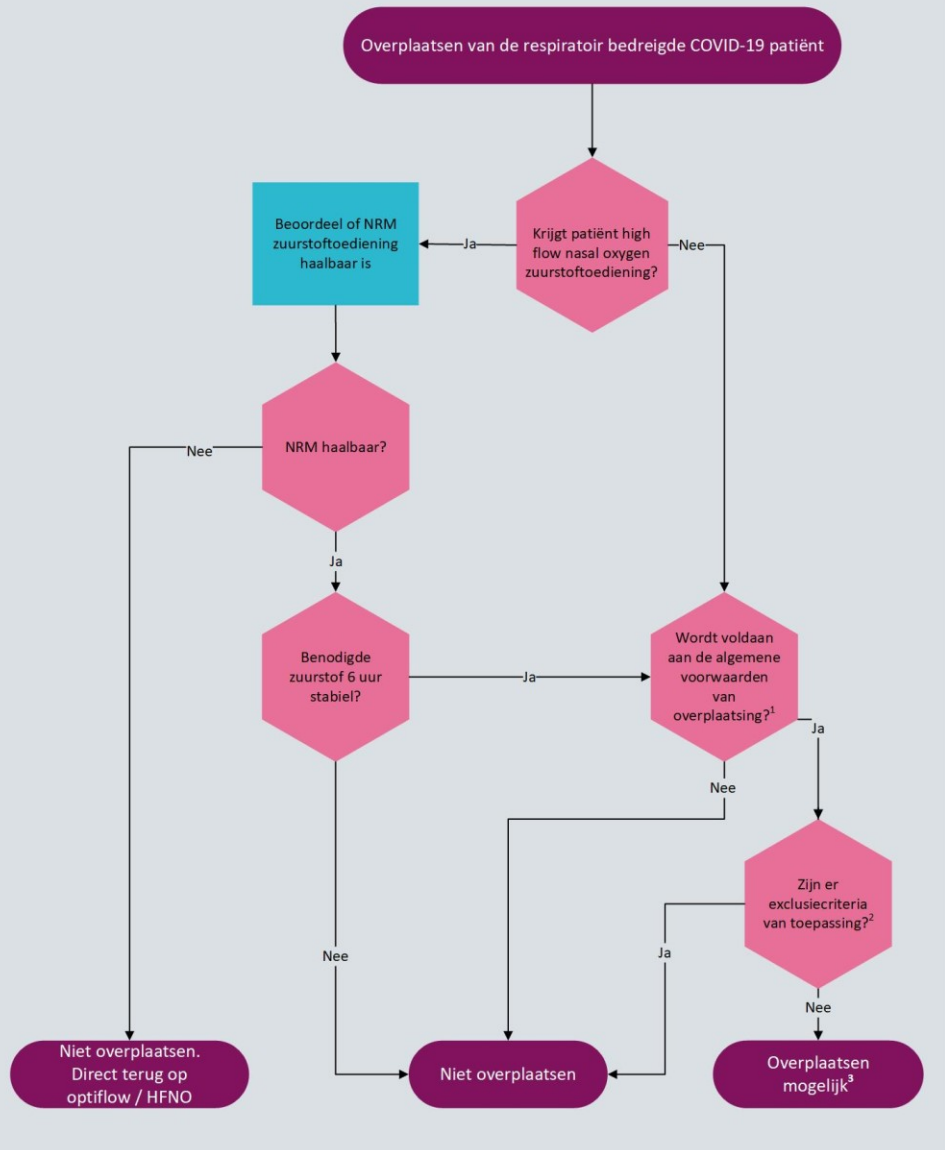 Overplaatsen van de respiratoir bedreigde COVID-19 patiënt
Krijgt patiënt high
flow nasal oxygen
zuurstoftoediening?
Ja
Nee
Beoordeel of NRM
zuurstoftoediening
haalbaar is
NRM haalbaar?
Nee
Ja
Benodigde
zuurstof 6 uur
stabiel?
Ja
Wordt voldaan
aan de algemene
voorwaarden
van
overplaatsing?¹
Ja
Nee
Zijn er
exclusiecriteria
van toepassing?²
Nee
Ja
Nee
Niet overplaatsen.
Direct terug op
optiflow / HFNO
Niet overplaatsen
Overplaatsen
mogelijk³